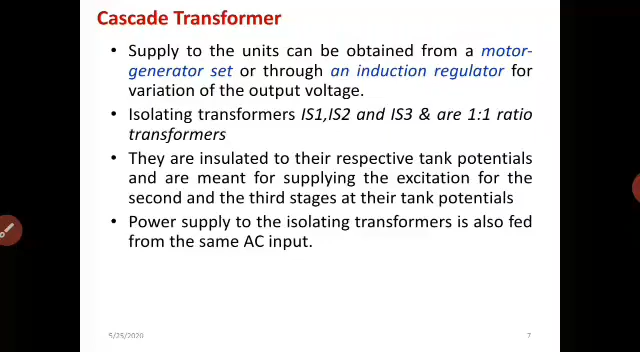 Cascade Transformer
• Supply to the units can be obtained from a motor-
generator set or through an induction regulator for
variation of the output voltage.
• Isolating transformers IS1,IS2 and IS3 & are 1:1 ratio
transformers
• They are insulated to their respective tank potentials
and are meant for supplying the excitation for the
second and the third stages at their tank potentials
• Power supply to the isolating transformers is also fed
from the same AC input.
5/25/2020
7